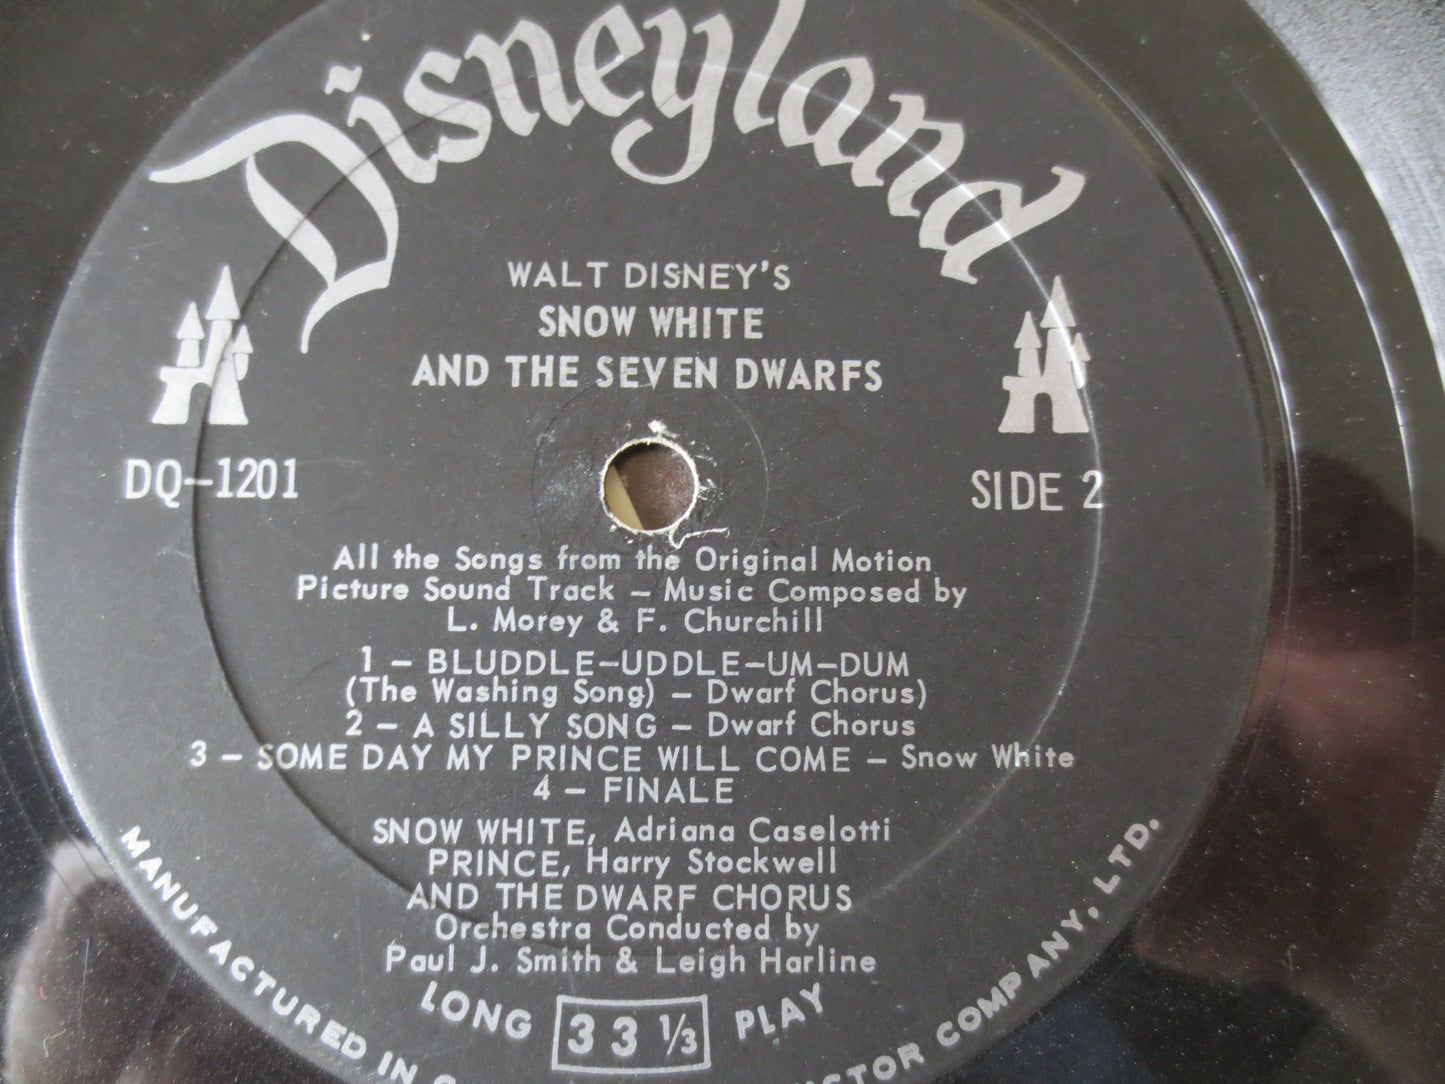 Disneyland
WALT DISNEY'S
SNOW WHITE
AND THE SEVEN DWARFS
DQ-1201
SIDE 2
All the Songs from the Original Motion
Picture Sound Track – Music Composed by
L. Morey & F. Churchill
1 – BLUDDLE-UDDLE-UM-DUM
(The Washing Song) – Dwarf Chorus)
2 – A SILLY SONG – Dwarf Chorus
3 – SOME DAY MY PRINCE WILL COME – Snow White
4 – FINALE
SNOW WHITE, Adriana Caselotti
PRINCE, Harry Stockwell
AND THE DWARF CHORUS
Orchestra Conducted by
Paul J. Smith & Leigh Harline
LONG 33 1/3 PLAY
MANUFACTURED IN COMPANY, LTD.